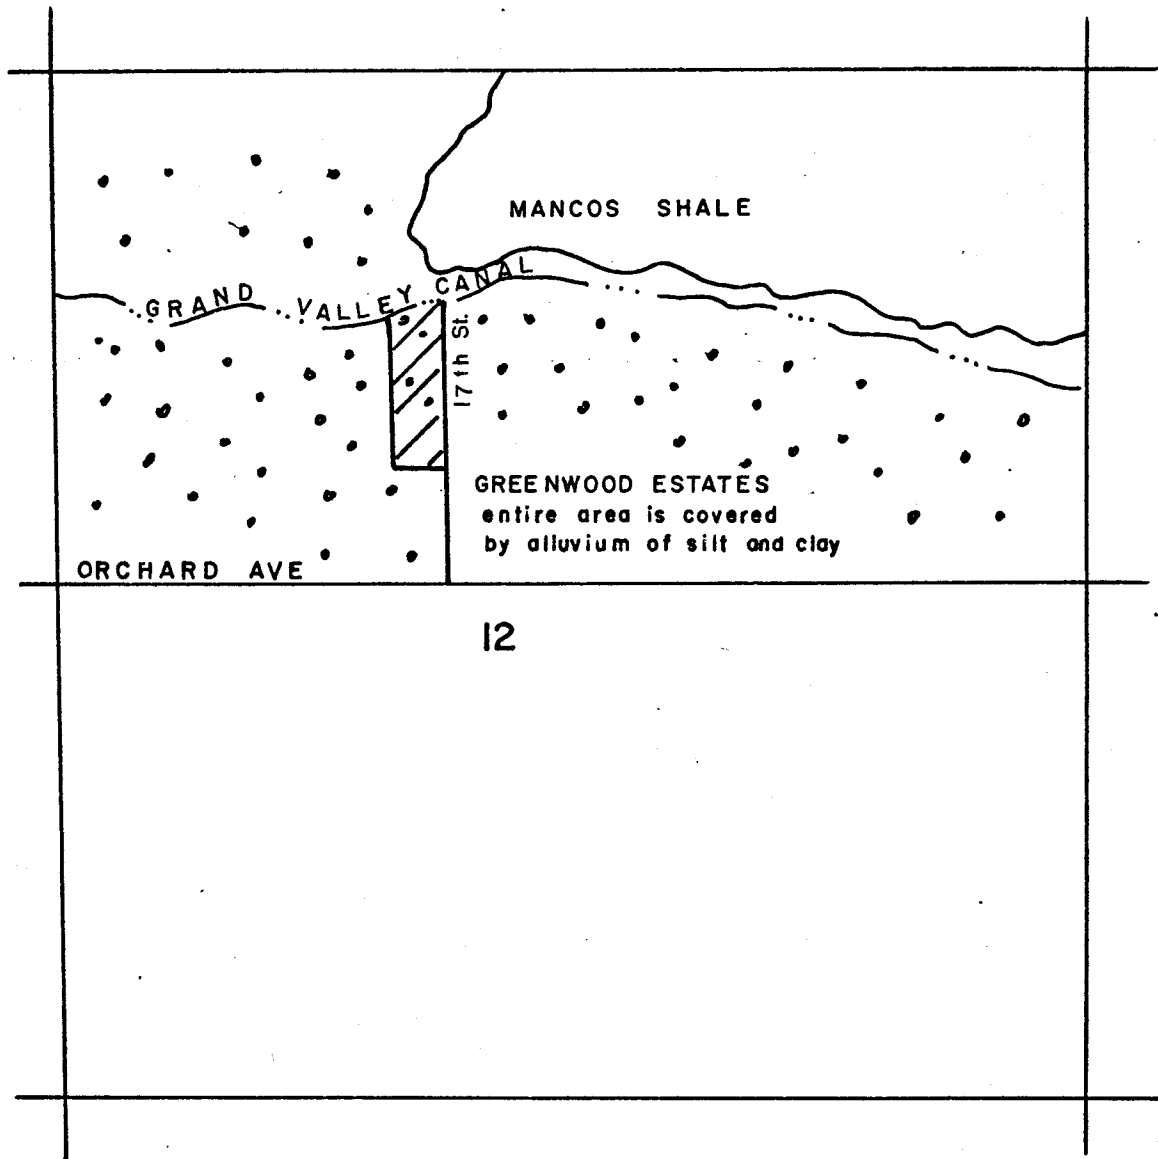 MANCOS SHALE
GRAND VALLEY CANAL
17th St.
GREENWOOD ESTATES
entire area is covered
by alluvium of silt and clay
ORCHARD AVE
12